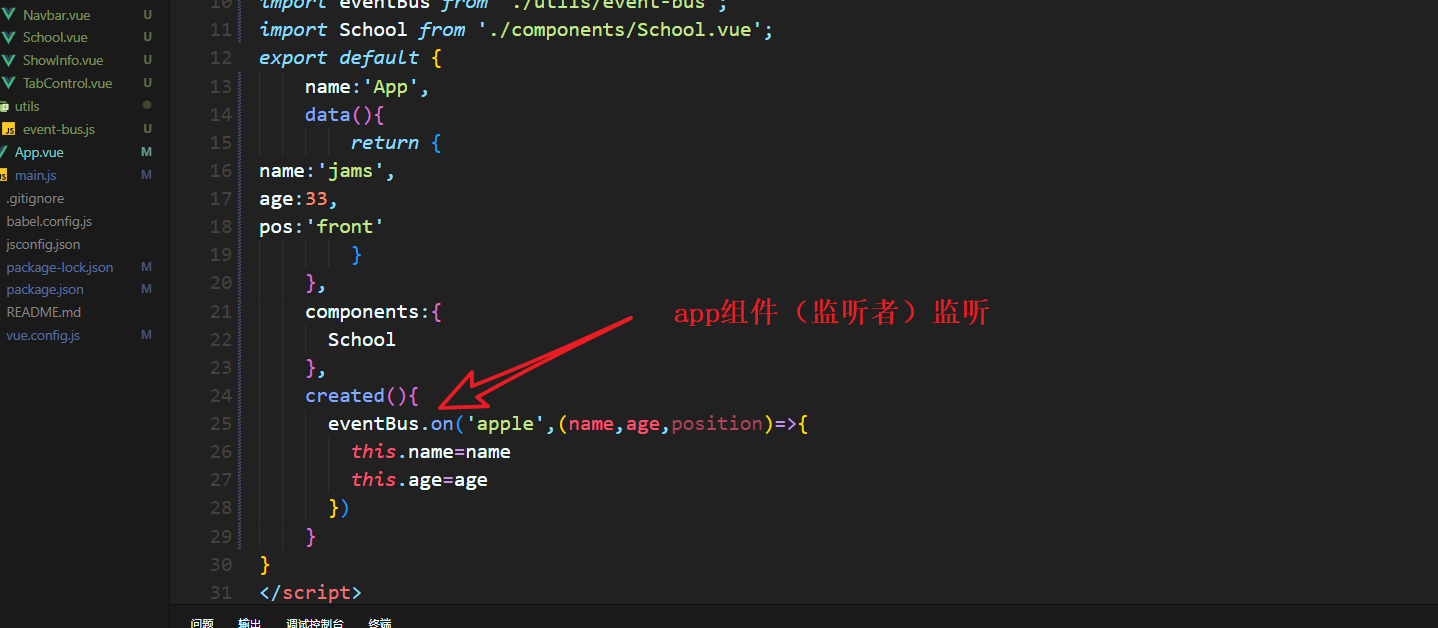 Navbar.vue U
School.vue U
ShowInfo.vue U
TabControl.vue U
utils
JS event-bus.js U
App.vue M
JS main.js M
.gitignore
babel.config.js
jsconfig.json
package-lock.json M
package.json M
README.md
vue.config.js M
10 import eventBus from './utils/event-bus';
11 import School from './components/School.vue';
12 export default {
13 name:'App',
14 data(){
15 return {
16 name:'jams',
17 age:33,
18 pos:'front'
19 }
20 },
21 components:{
app组件（监听者）监听
22 School
23 },
24 created(){
25 eventBus.on('apple',(name,age,position)=>{
26 this.name=name
27 this.age=age
28 })
29 }
30 }
31 </script>
问题 输出 调试控制台 终端